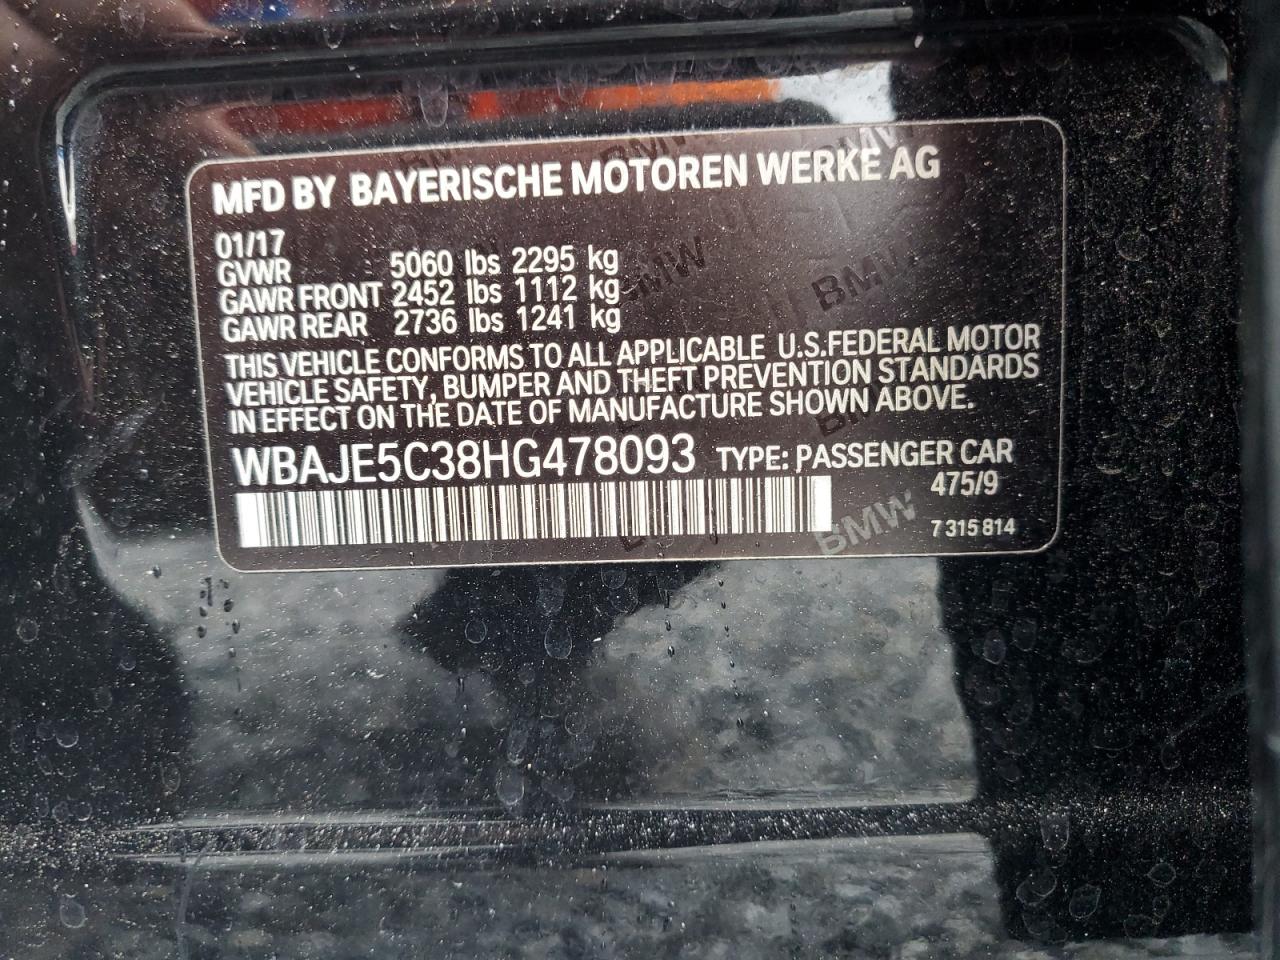 MFD BY BAYERISCHE MOTOREN WERKE AG
01/17
GVWR 5060 lbs 2295 kg
GAWR FRONT 2452 lbs 1112 kg
GAWR REAR 2736 lbs 1241 kg
THIS VEHICLE CONFORMS TO ALL APPLICABLE U.S.FEDERAL MOTOR
VEHICLE SAFETY, BUMPER AND THEFT PREVENTION STANDARDS
IN EFFECT ON THE DATE OF MANUFACTURE SHOWN ABOVE.
WBAJE5C38HG478093 TYPE: PASSENGER CAR
475/9
BMW 7 315 814